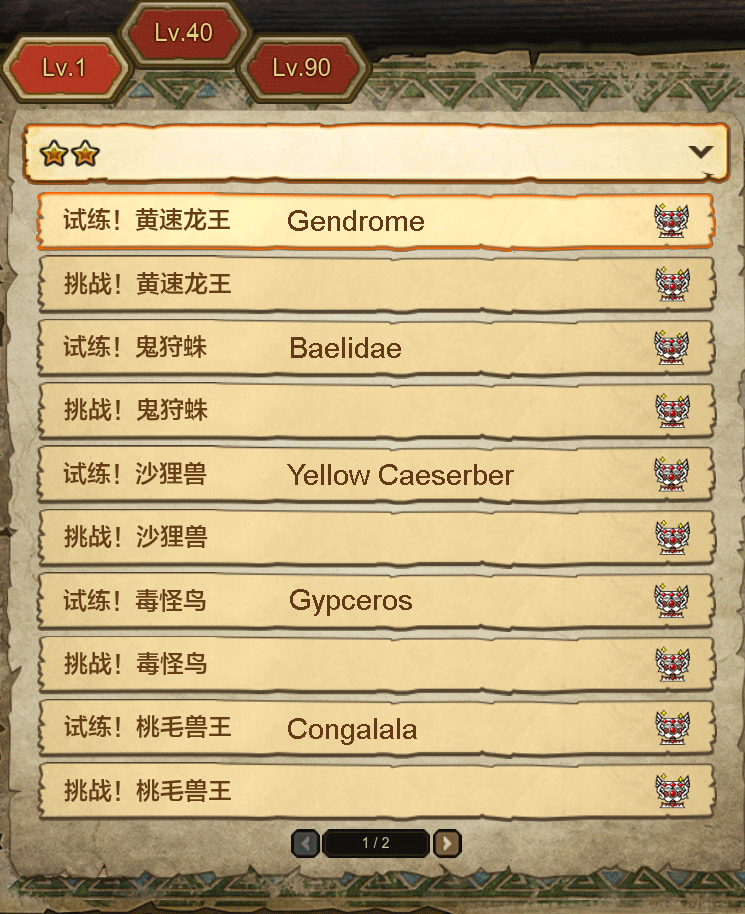 Lv.40
Lv.1
Lv.90
试练！黄速龙王 Gendrome
挑战！黄速龙王
试练！鬼狩蛛 Baelidae
挑战！鬼狩蛛
试练！沙狸兽 Yellow Caeserber
挑战！沙狸兽
试练！毒怪鸟 Gypceros
挑战！毒怪鸟
试练！桃毛兽王 Congalala
挑战！桃毛兽王
1 / 2